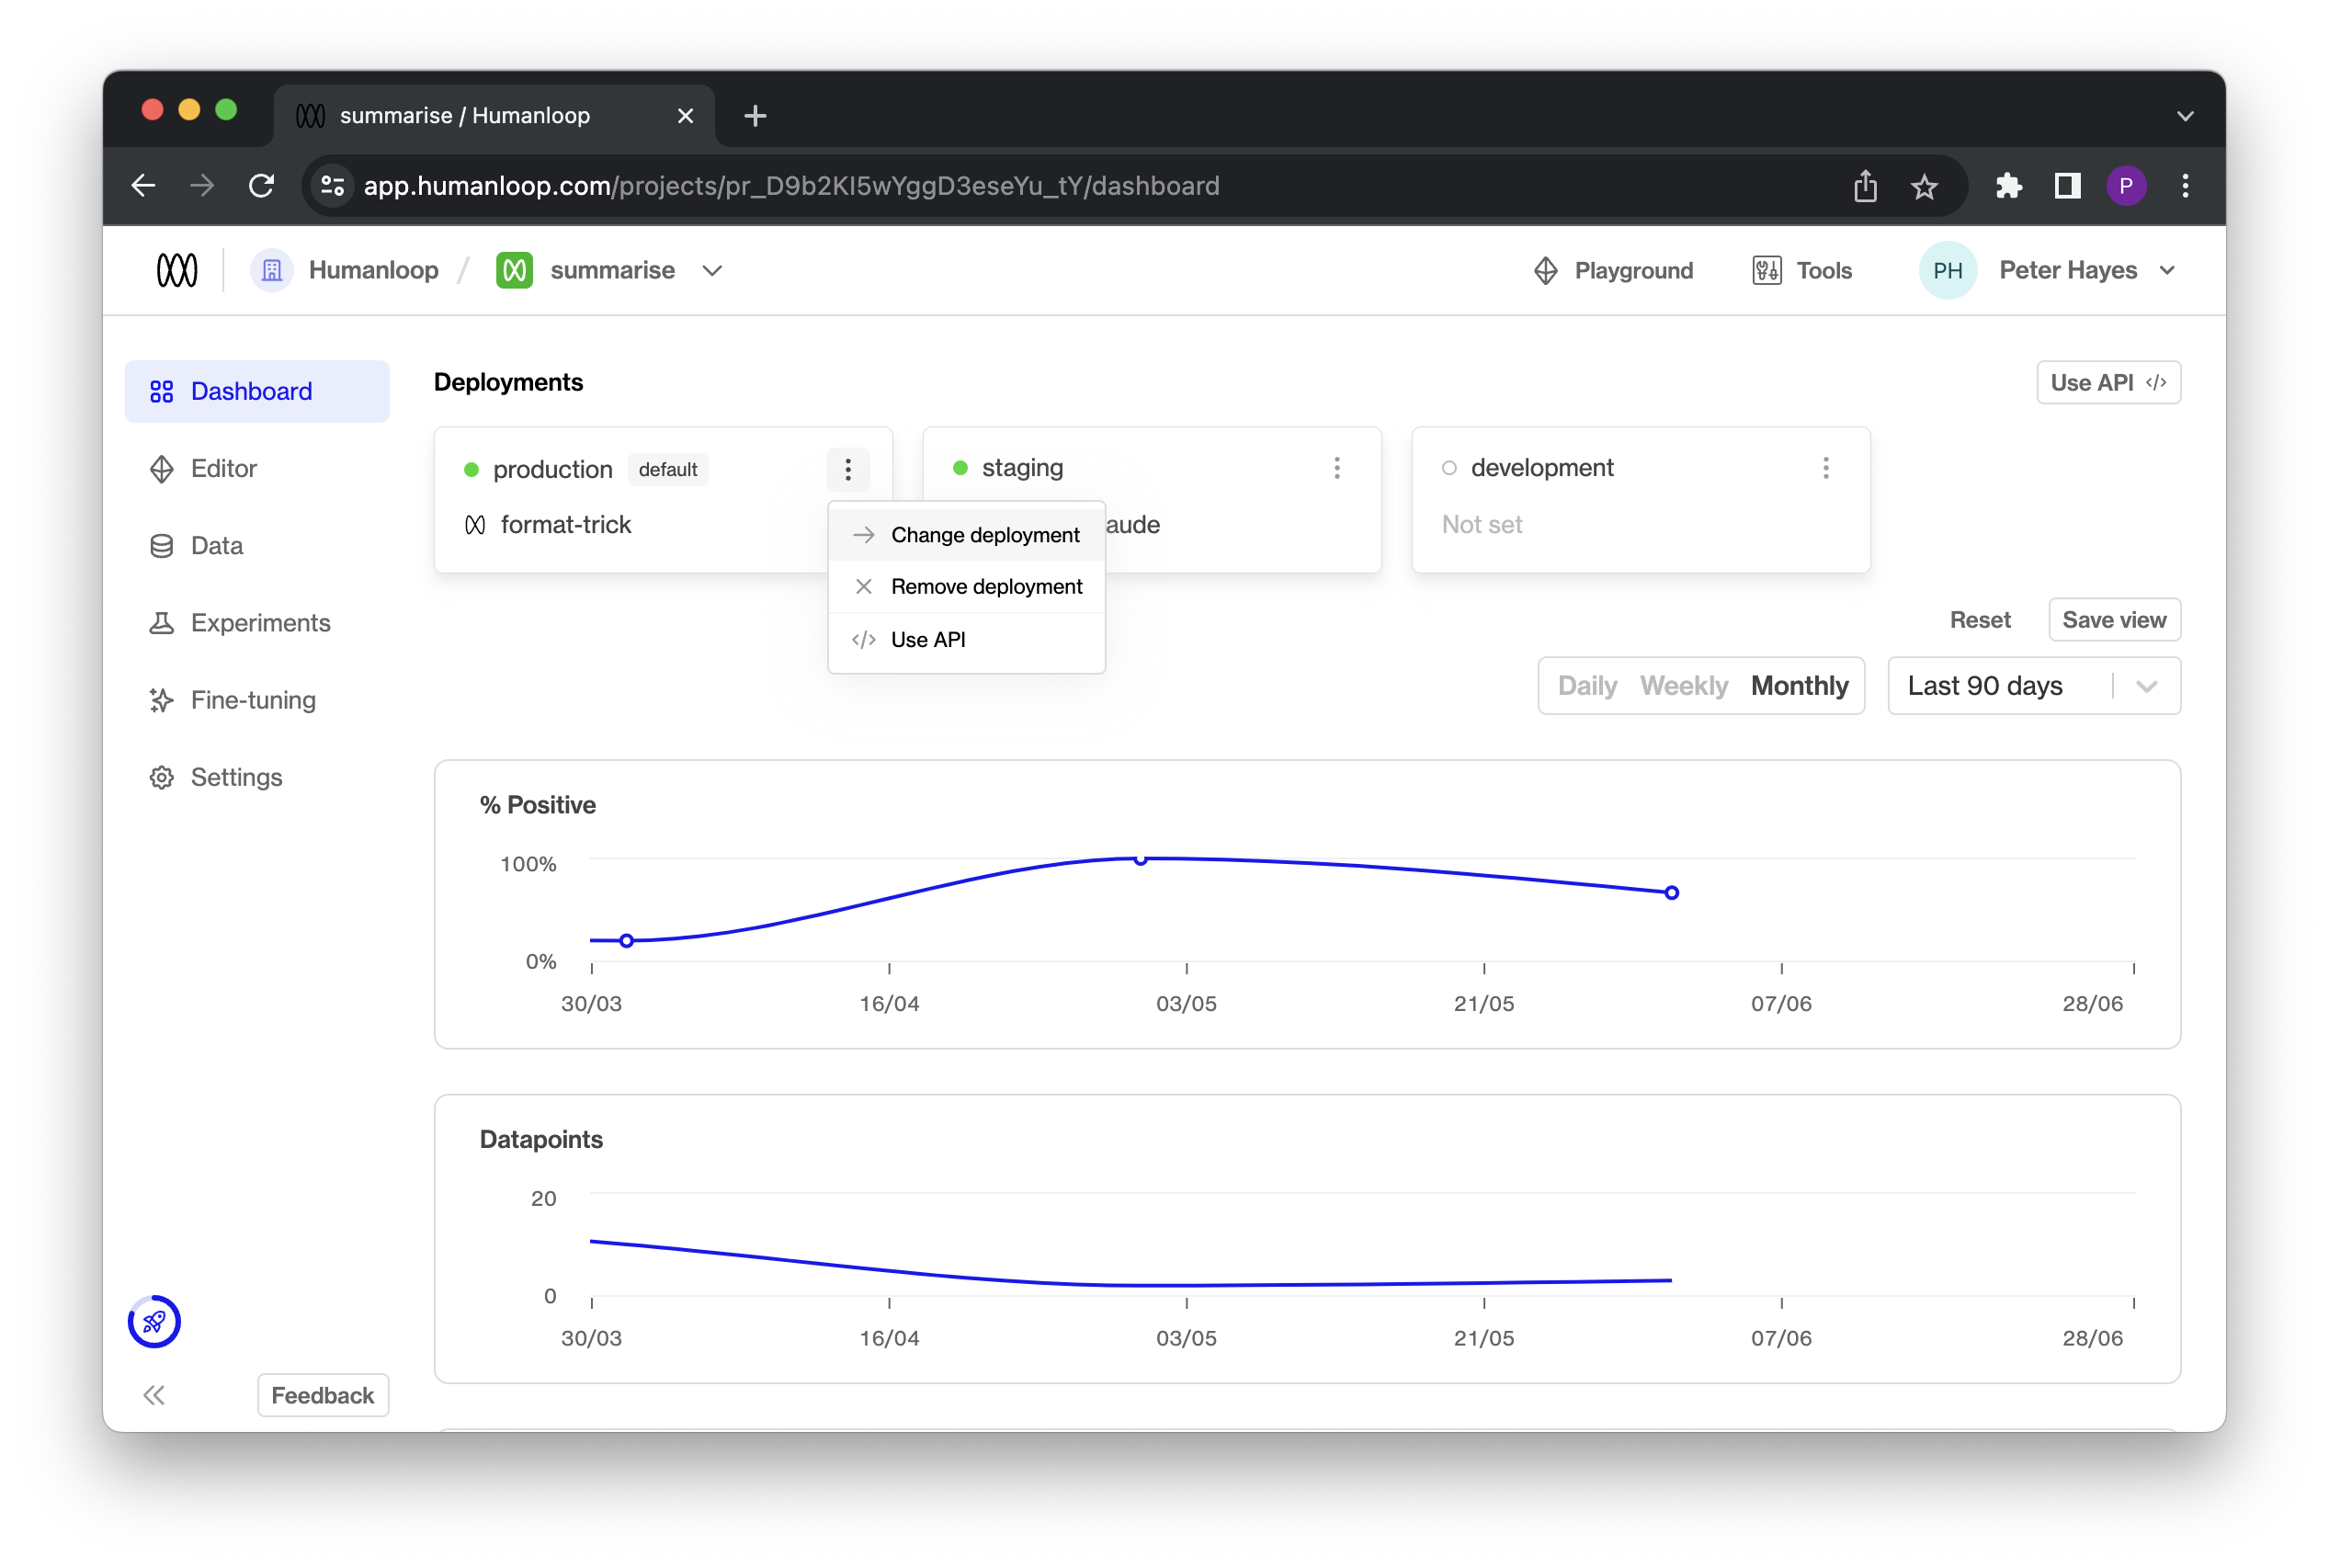 summarise / Humanloop
app.humanloop.com/projects/pr_D9b2KI5wYggD3eseYu_tY/dashboard
P
Humanloop / summarise
Playground
Tools
PH
Peter Hayes
Dashboard
Editor
Data
Experiments
Fine-tuning
Settings
Feedback
Deployments
Use API </>
production default
format-trick
staging
aude
development
Not set
Change deployment
Remove deployment
</> Use API
Reset
Save view
Daily Weekly Monthly
Last 90 days
% Positive
100%
0%
30/03 16/04 03/05 21/05 07/06 28/06
Datapoints
20
0
30/03 16/04 03/05 21/05 07/06 28/06